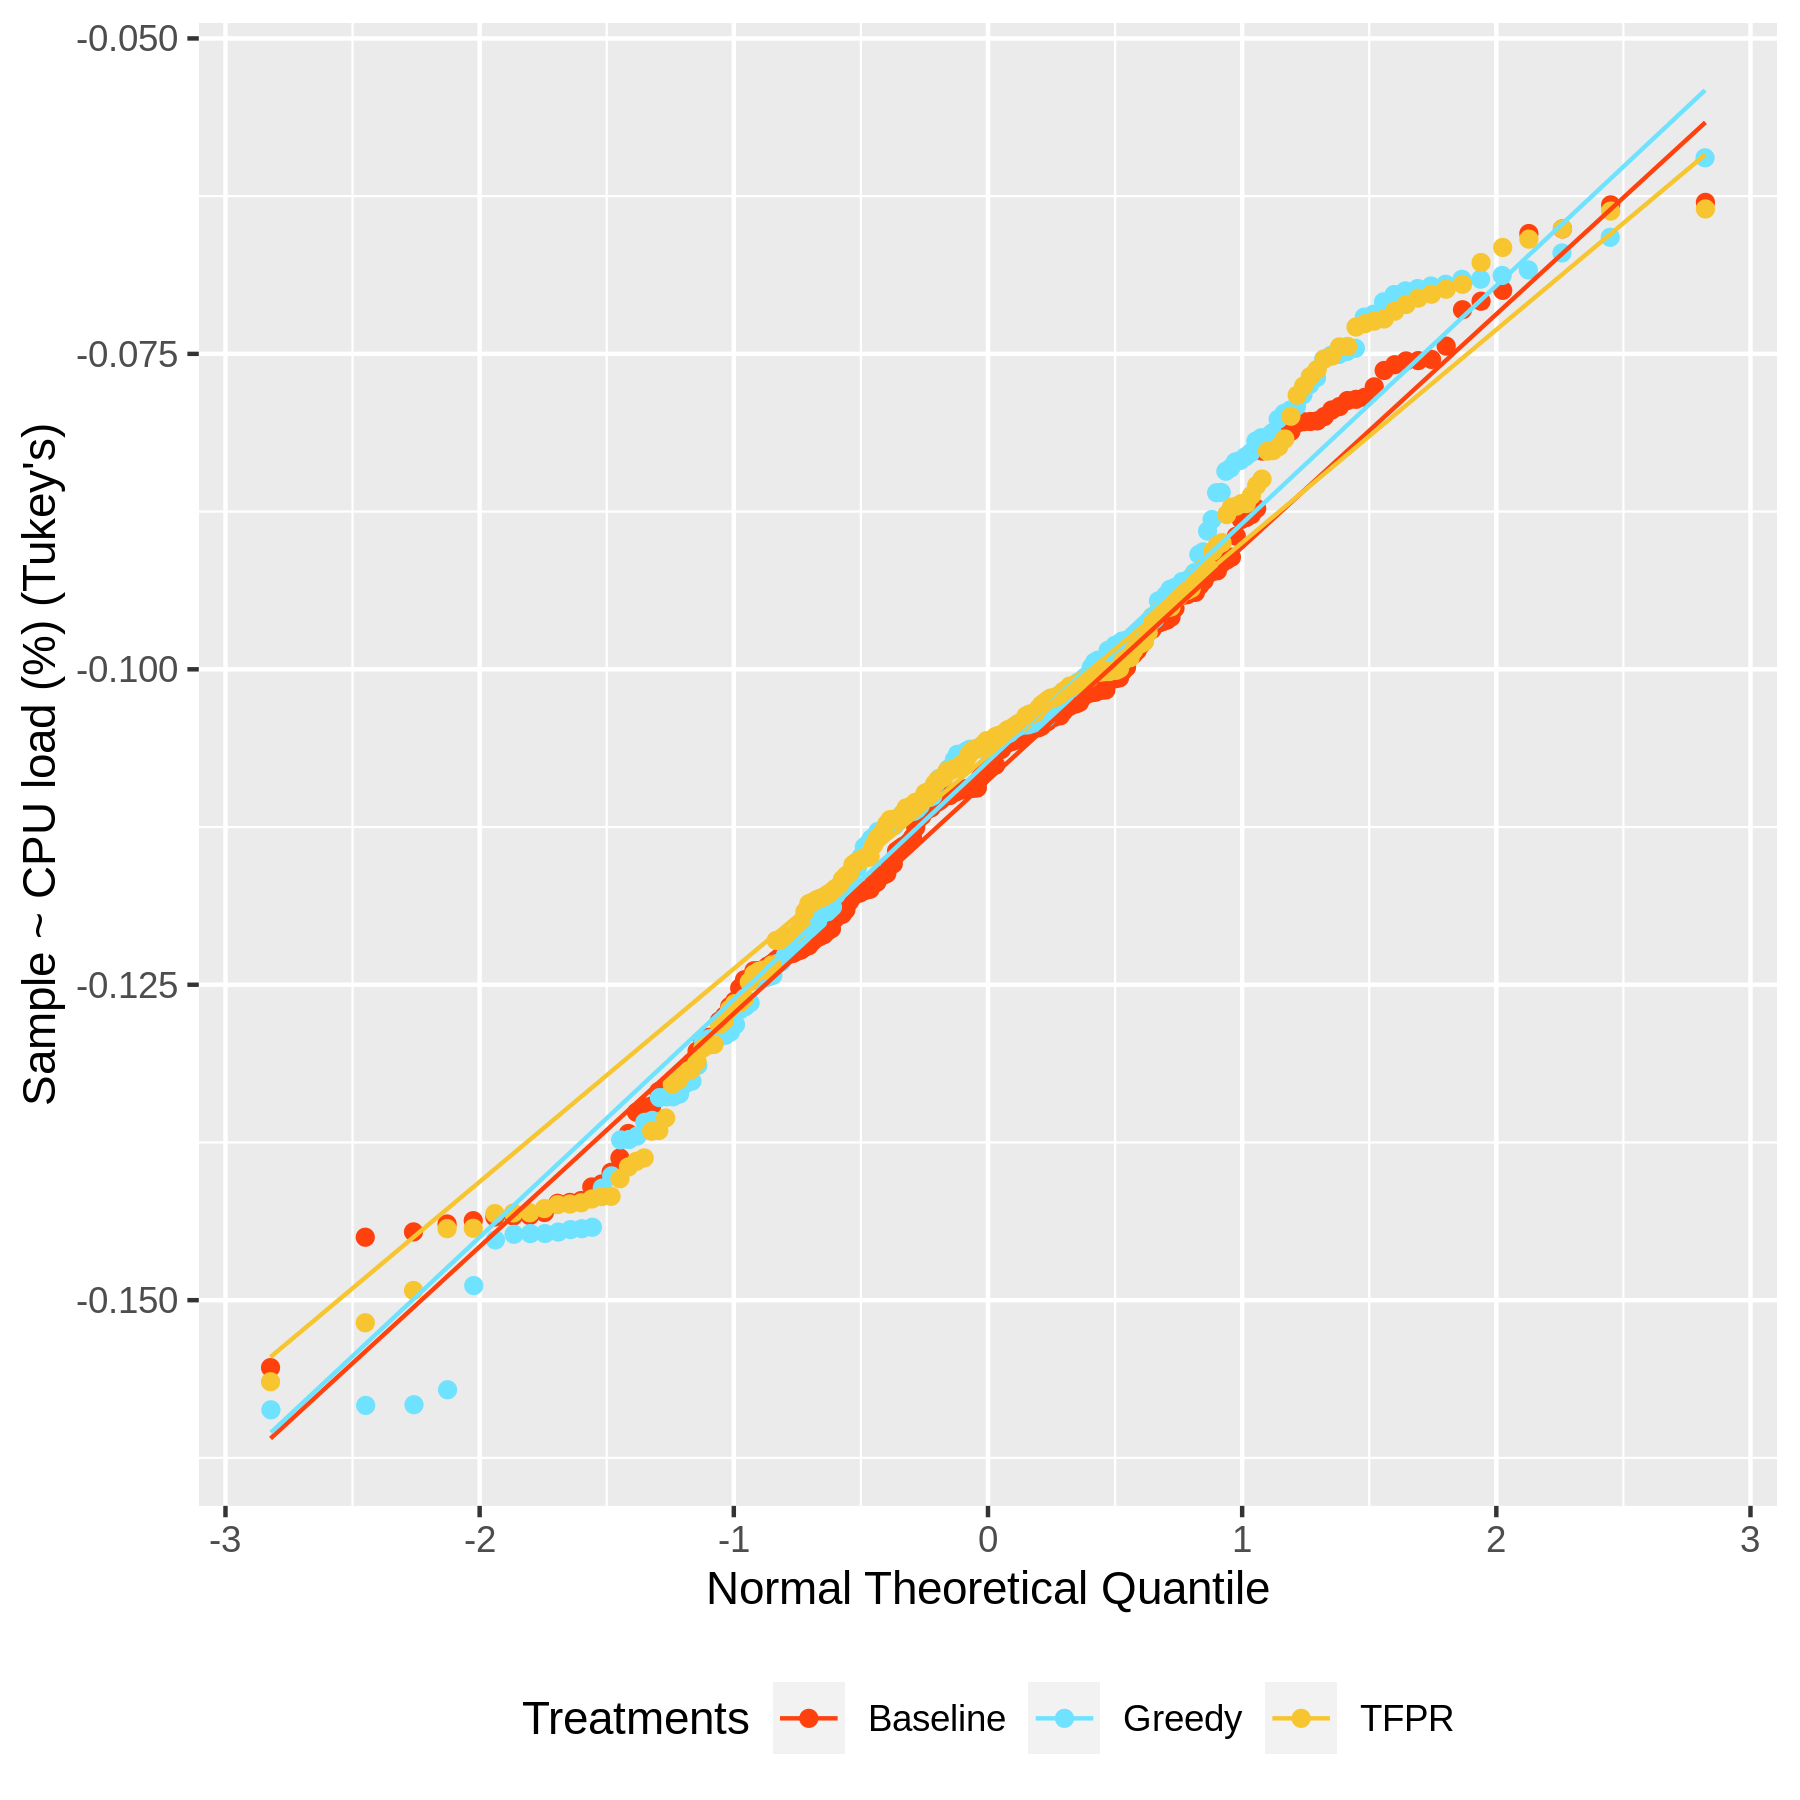 Sample ~ CPU load (%) (Tukey's)
-0.050
-0.075
-0.100
-0.125
-0.150
-3 -2 -1 0 1 2 3
Normal Theoretical Quantile
Treatments Baseline Greedy TFPR